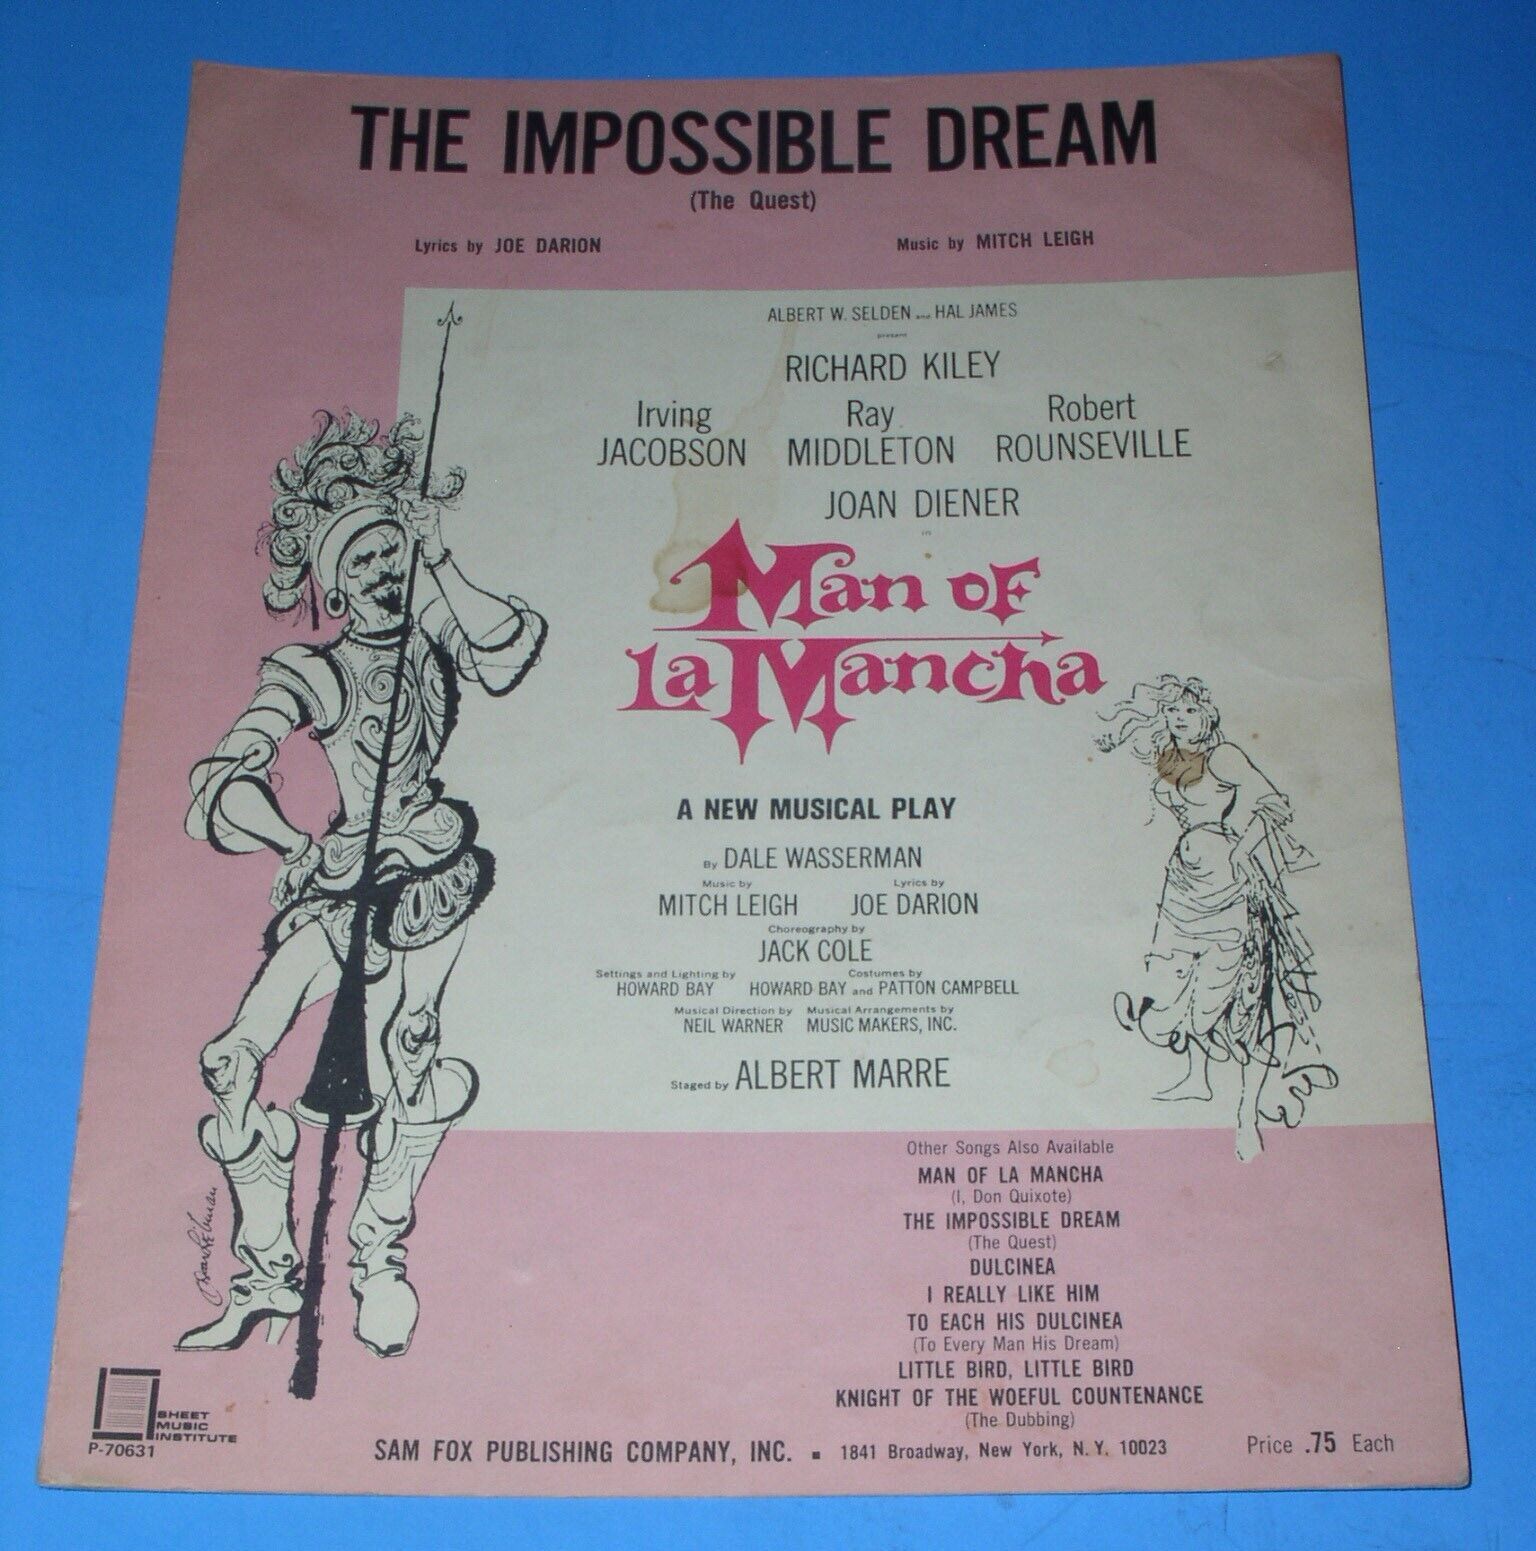 THE IMPOSSIBLE DREAM
(The Quest)
Lyrics by JOE DARION Music by MITCH LEIGH
ALBERT W. SELDEN and HAL JAMES
present
RICHARD KILEY
Irving Ray Robert
JACOBSON MIDDLETON ROUNSEVILLE
JOAN DIENER
in
Man of
La Mancha
A NEW MUSICAL PLAY
By DALE WASSERMAN
Music by Lyrics by
MITCH LEIGH JOE DARION
Choreography by
JACK COLE
Settings and Lighting by Costumes by
HOWARD BAY HOWARD BAY and PATTON CAMPBELL
Musical Direction by Musical Arrangements by
NEIL WARNER MUSIC MAKERS, INC.
Staged by ALBERT MARRE
Other Songs Also Available
MAN OF LA MANCHA
(I, Don Quixote)
THE IMPOSSIBLE DREAM
(The Quest)
DULCINEA
I REALLY LIKE HIM
TO EACH HIS DULCINEA
(To Every Man His Dream)
LITTLE BIRD, LITTLE BIRD
KNIGHT OF THE WOEFUL COUNTENANCE
(The Dubbing)
SHEET
MUSIC
INSTITUTE
P-70631
SAM FOX PUBLISHING COMPANY, INC. ▪ 1841 Broadway, New York, N. Y. 10023 Price .75 Each